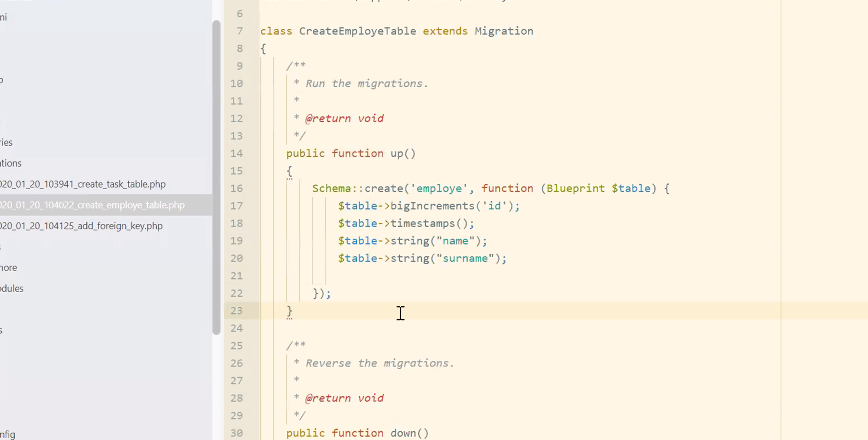 ni
ries
ations
020_01_20_103941_create_task_table.php
020_01_20_104022_create_employe_table.php
020_01_20_104125_add_foreign_key.php
more
odules
nfig
6
7 class CreateEmployeTable extends Migration
8 {
9 /**
10 * Run the migrations.
11 *
12 * @return void
13 */
14 public function up()
15 {
16 Schema::create('employe', function (Blueprint $table) {
17 $table->bigIncrements('id');
18 $table->timestamps();
19 $table->string("name");
20 $table->string("surname");
21
22 });
23 }
24
25 /**
26 * Reverse the migrations.
27 *
28 * @return void
29 */
30 public function down()